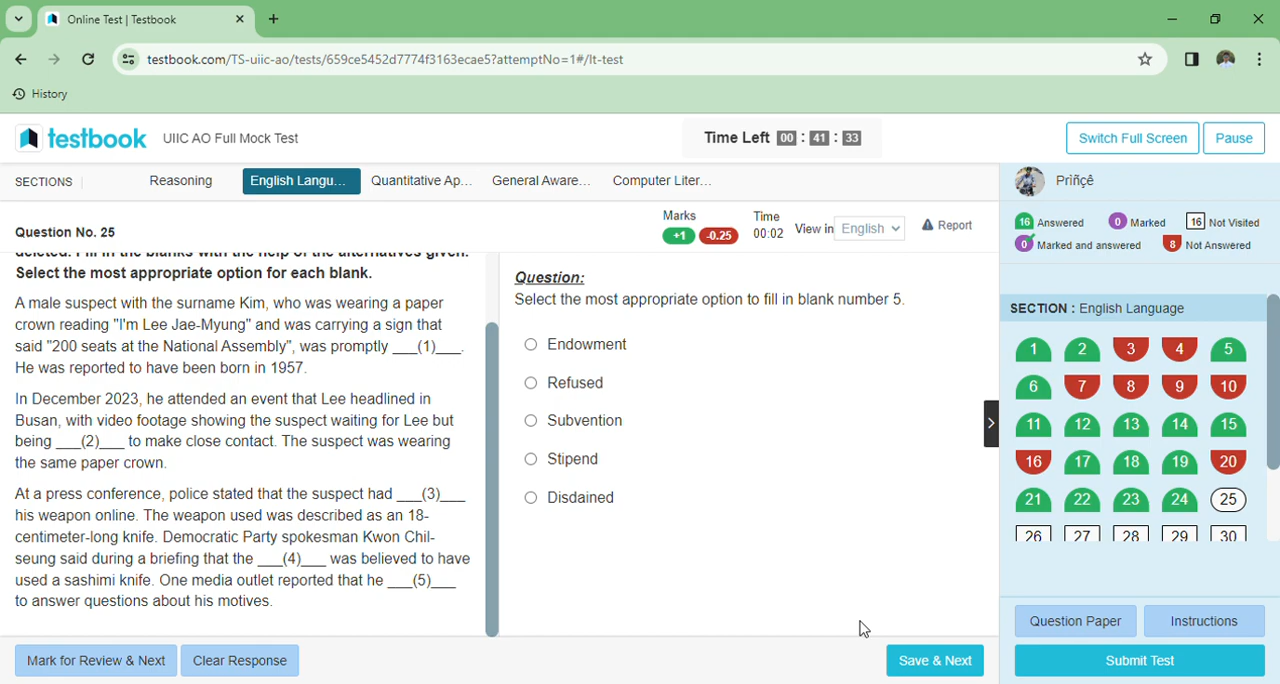 Online Test | Testbook
testbook.com/TS-uiic-ao/tests/659ce5452d7774f3163ecae5?attemptNo=1#/lt-test
History
testbook UIIC AO Full Mock Test
Time Left 00 : 41 : 33
Switch Full Screen
Pause
SECTIONS
Reasoning
English Langu...
Quantitative Ap...
General Aware...
Computer Liter...
Prîñçê
Question No. 25
Marks
+1 -0.25
Time
00:02
View in English
Report
16 Answered
0 Marked
16 Not Visited
0 Marked and answered
8 Not Answered
deleted. Fill in the blanks with the help of the alternatives given.
Select the most appropriate option for each blank.
A male suspect with the surname Kim, who was wearing a paper
crown reading "I'm Lee Jae-Myung" and was carrying a sign that
said "200 seats at the National Assembly", was promptly ___(1)___.
He was reported to have been born in 1957.
In December 2023, he attended an event that Lee headlined in
Busan, with video footage showing the suspect waiting for Lee but
being ___(2)___ to make close contact. The suspect was wearing
the same paper crown.
At a press conference, police stated that the suspect had ___(3)___
his weapon online. The weapon used was described as an 18-
centimeter-long knife. Democratic Party spokesman Kwon Chil-
seung said during a briefing that the ___(4)___ was believed to have
used a sashimi knife. One media outlet reported that he ___(5)___
to answer questions about his motives.
Question:
Select the most appropriate option to fill in blank number 5.
Endowment
Refused
Subvention
Stipend
Disdained
SECTION : English Language
1 2 3 4 5
6 7 8 9 10
11 12 13 14 15
16 17 18 19 20
21 22 23 24 25
26 27 28 29 30
Mark for Review & Next
Clear Response
Save & Next
Question Paper
Instructions
Submit Test